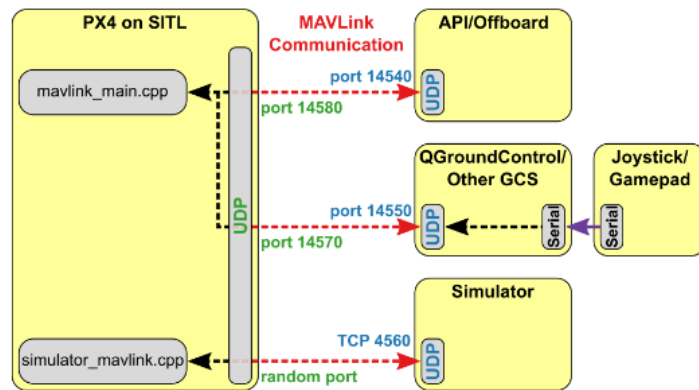 PX4 on SITL
MAVLink
Communication
API/Offboard
mavlink_main.cpp
port 14540
UDP
port 14580
QGroundControl/
Other GCS
Joystick/
Gamepad
UDP
port 14550
UDP
Serial
Serial
port 14570
Simulator
simulator_mavlink.cpp
TCP 4560
UDP
random port